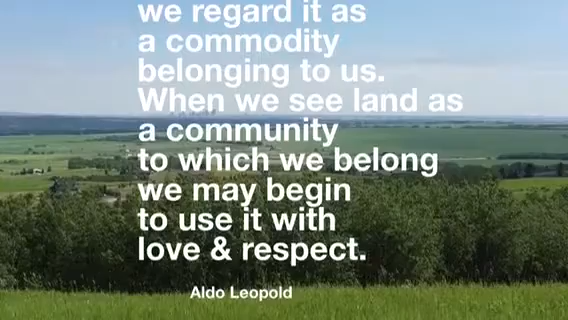 we regard it as
a commodity
belonging to us.
When we see land as
a community
to which we belong
we may begin
to use it with
love & respect.
Aldo Leopold